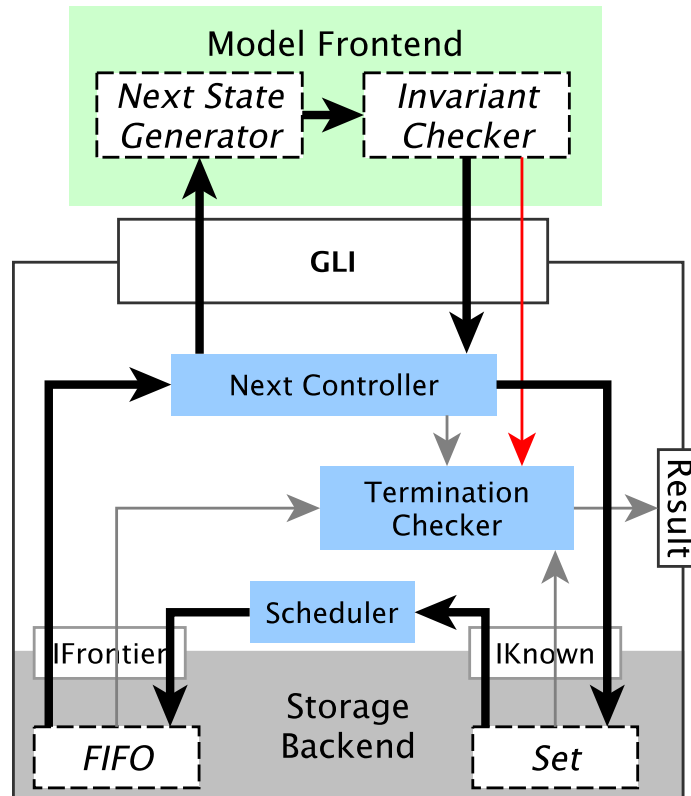 Model Frontend
Next State
Generator
Invariant
Checker
GLI
Next Controller
Termination
Checker
Result
Scheduler
IFrontier
IKnown
Storage
Backend
FIFO
Set